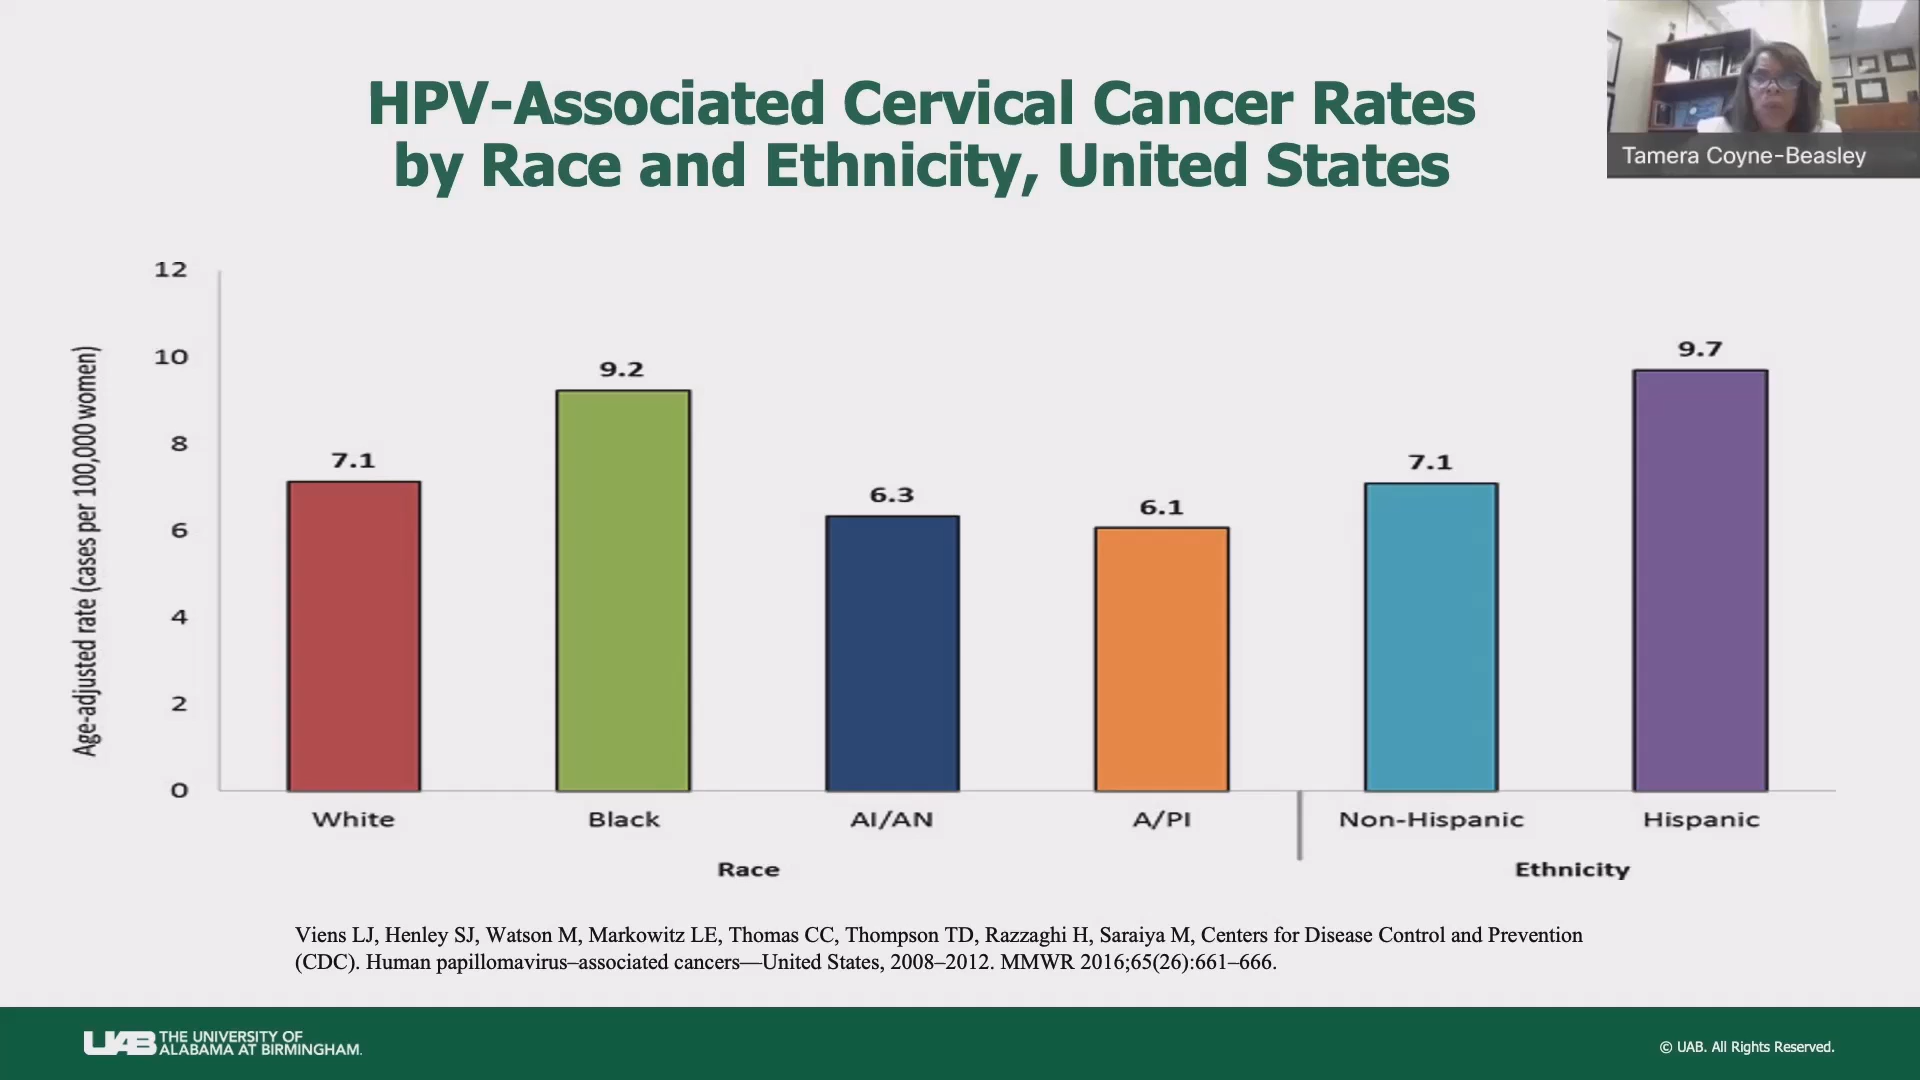 HPV-Associated Cervical Cancer Rates
by Race and Ethnicity, United States
Tamera Coyne-Beasley
Age-adjusted rate (cases per 100,000 women)
12
10
8
6
4
2
0
7.1
9.2
6.3
6.1
7.1
9.7
White
Black
AI/AN
A/PI
Non-Hispanic
Hispanic
Race
Ethnicity
Viens LJ, Henley SJ, Watson M, Markowitz LE, Thomas CC, Thompson TD, Razzaghi H, Saraiya M, Centers for Disease Control and Prevention
(CDC). Human papillomavirus–associated cancers—United States, 2008–2012. MMWR 2016;65(26):661–666.
UAB THE UNIVERSITY OF
ALABAMA AT BIRMINGHAM.
© UAB. All Rights Reserved.